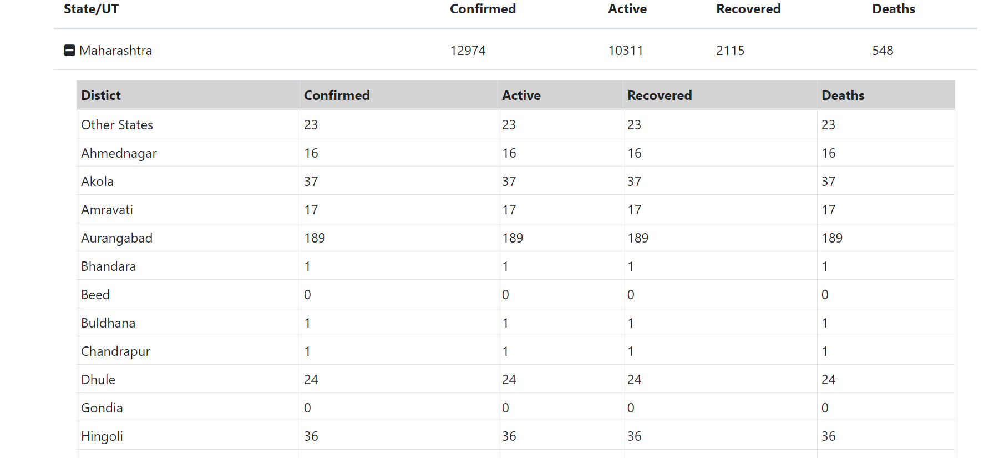 State/UT Confirmed Active Recovered Deaths
Maharashtra 12974 10311 2115 548
Distict Confirmed Active Recovered Deaths
Other States 23 23 23 23
Ahmednagar 16 16 16 16
Akola 37 37 37 37
Amravati 17 17 17 17
Aurangabad 189 189 189 189
Bhandara 1 1 1 1
Beed 0 0 0 0
Buldhana 1 1 1 1
Chandrapur 1 1 1 1
Dhule 24 24 24 24
Gondia 0 0 0 0
Hingoli 36 36 36 36